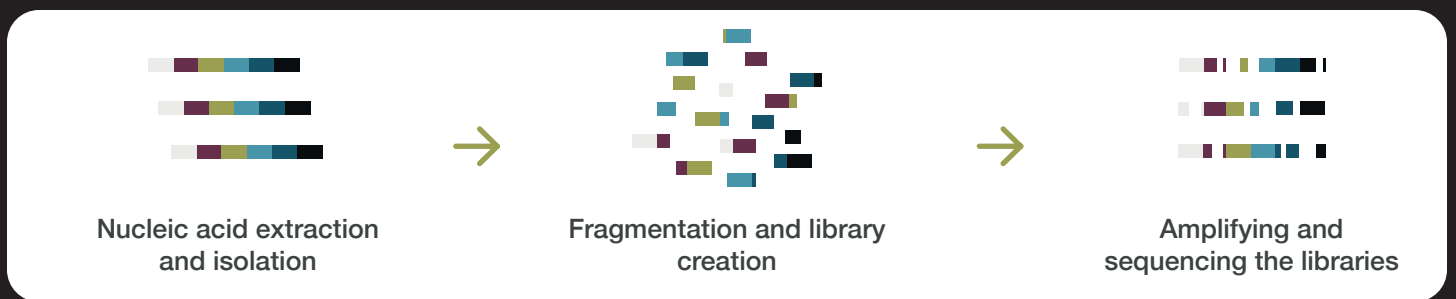 Nucleic acid extraction
and isolation
Fragmentation and library
creation
Amplifying and
sequencing the libraries